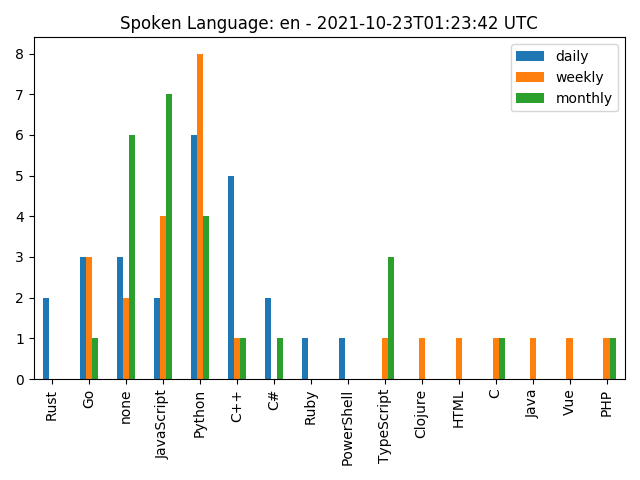 Spoken Language: en - 2021-10-23T01:23:42 UTC
daily
weekly
monthly
8
7
6
5
4
3
2
1
0
Rust
Go
none
JavaScript
Python
C++
C#
Ruby
PowerShell
TypeScript
Clojure
HTML
C
Java
Vue
PHP